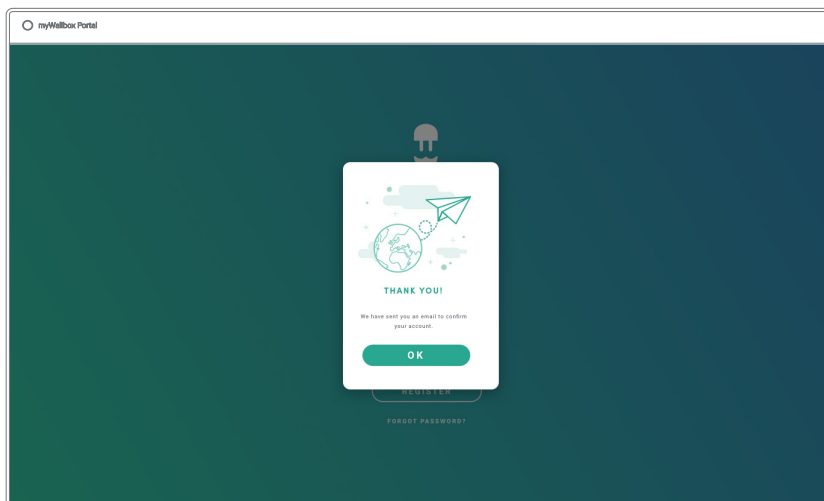 myWallbox Portal
THANK YOU!
We have sent you an email to confirm
your account.
OK
REGISTER
FORGOT PASSWORD?